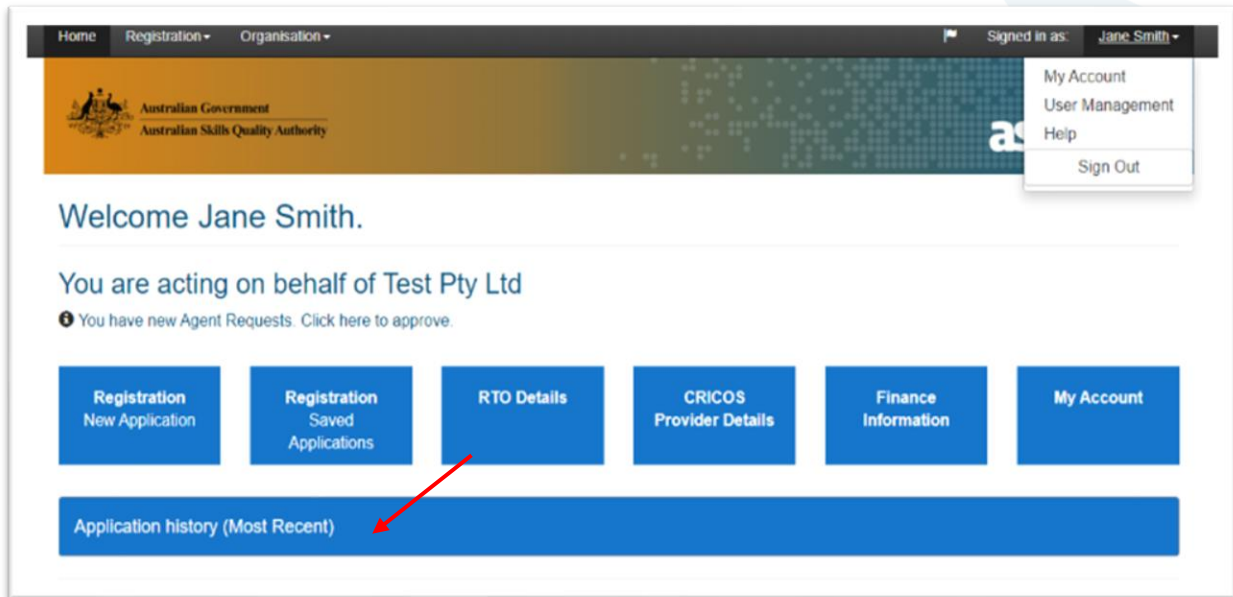 Home Registration Organisation Signed in as: Jane Smith
My Account
User Management
Help
Sign Out
Australian Government
Australian Skills Quality Authority
Welcome Jane Smith.
You are acting on behalf of Test Pty Ltd
You have new Agent Requests. Click here to approve.
Registration
New Application
Registration
Saved
Applications
RTO Details
CRICOS
Provider Details
Finance
Information
My Account
Application history (Most Recent)